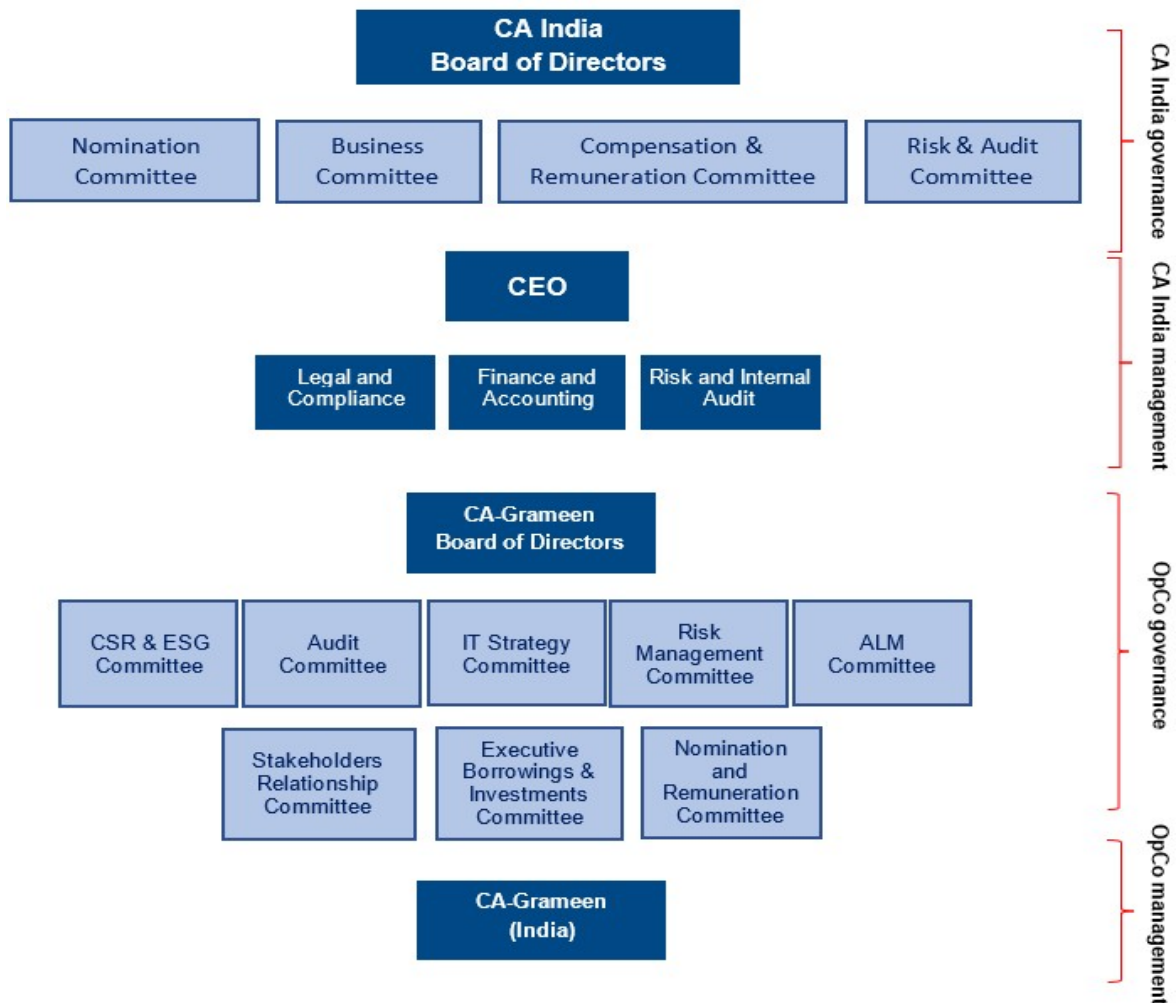 CA India
Board of Directors
Nomination
Committee
Business
Committee
Compensation &
Remuneration Committee
Risk & Audit
Committee
CA India governance
CEO
Legal and
Compliance
Finance and
Accounting
Risk and Internal
Audit
CA India management
CA-Grameen
Board of Directors
CSR & ESG
Committee
Audit
Committee
IT Strategy
Committee
Risk
Management
Committee
ALM
Committee
Stakeholders
Relationship
Committee
Executive
Borrowings &
Investments
Committee
Nomination
and
Remuneration
Committee
OpCo governance
CA-Grameen
(India)
OpCo management